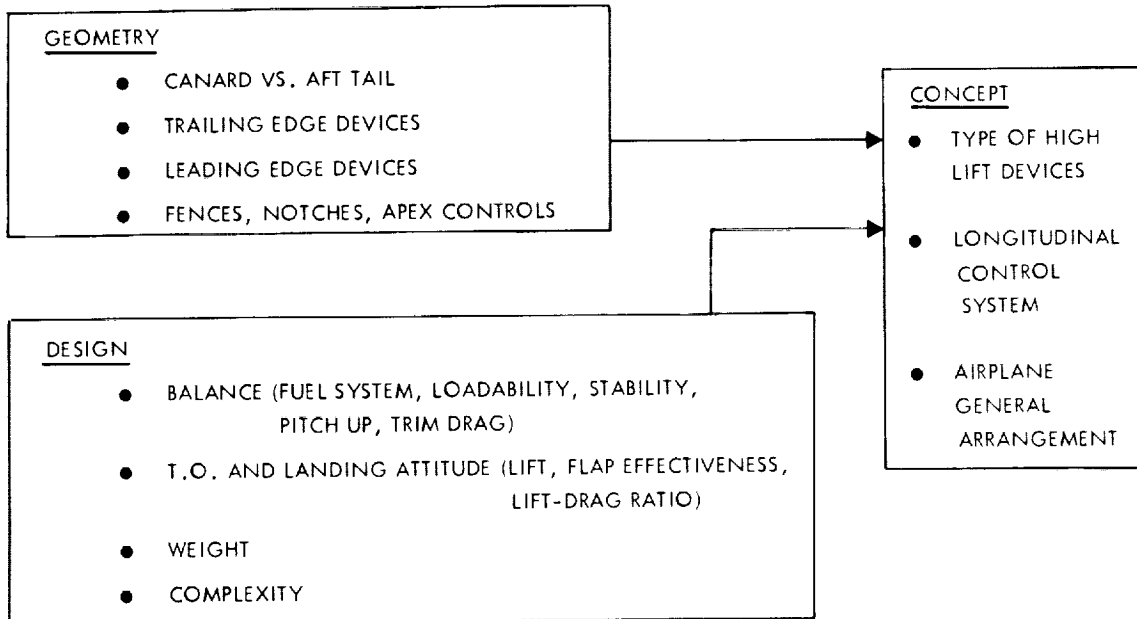 GEOMETRY
● CANARD VS. AFT TAIL
● TRAILING EDGE DEVICES
● LEADING EDGE DEVICES
● FENCES, NOTCHES, APEX CONTROLS
DESIGN
● BALANCE (FUEL SYSTEM, LOADABILITY, STABILITY,
PITCH UP, TRIM DRAG)
● T.O. AND LANDING ATTITUDE (LIFT, FLAP EFFECTIVENESS,
LIFT-DRAG RATIO)
● WEIGHT
● COMPLEXITY
CONCEPT
● TYPE OF HIGH
LIFT DEVICES
● LONGITUDINAL
CONTROL
SYSTEM
● AIRPLANE
GENERAL
ARRANGEMENT